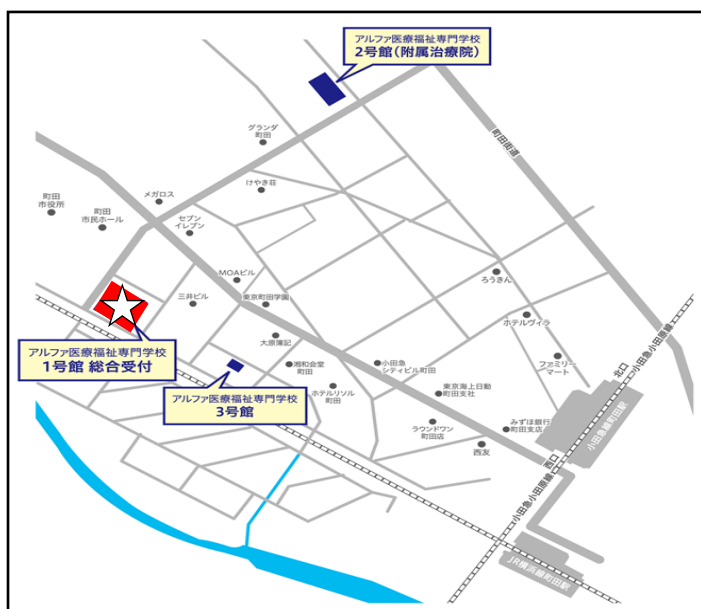 アルファ医療福祉専門学校
2号館(附属治療院)
町田街道
グランダ
町田
けやき荘
メガロス
町田
市役所
町田
市民ホール
セブン
イレブン
MOAビル
三井ビル
東京町田学園
ろうきん
ホテルヴィラ
大原簿記
アルファ医療福祉専門学校
1号館 総合受付
湘和会堂
町田
小田急
シティビル町田
ファミリー
マート
北口
小田急小田原線
アルファ医療福祉専門学校
3号館
ホテルリゾル
町田
東京海上日動
町田支社
ラウンドワン
町田店
みずほ銀行
町田支店
西友
小田急線町田駅
西口
小田急小田原線
JR横浜線町田駅